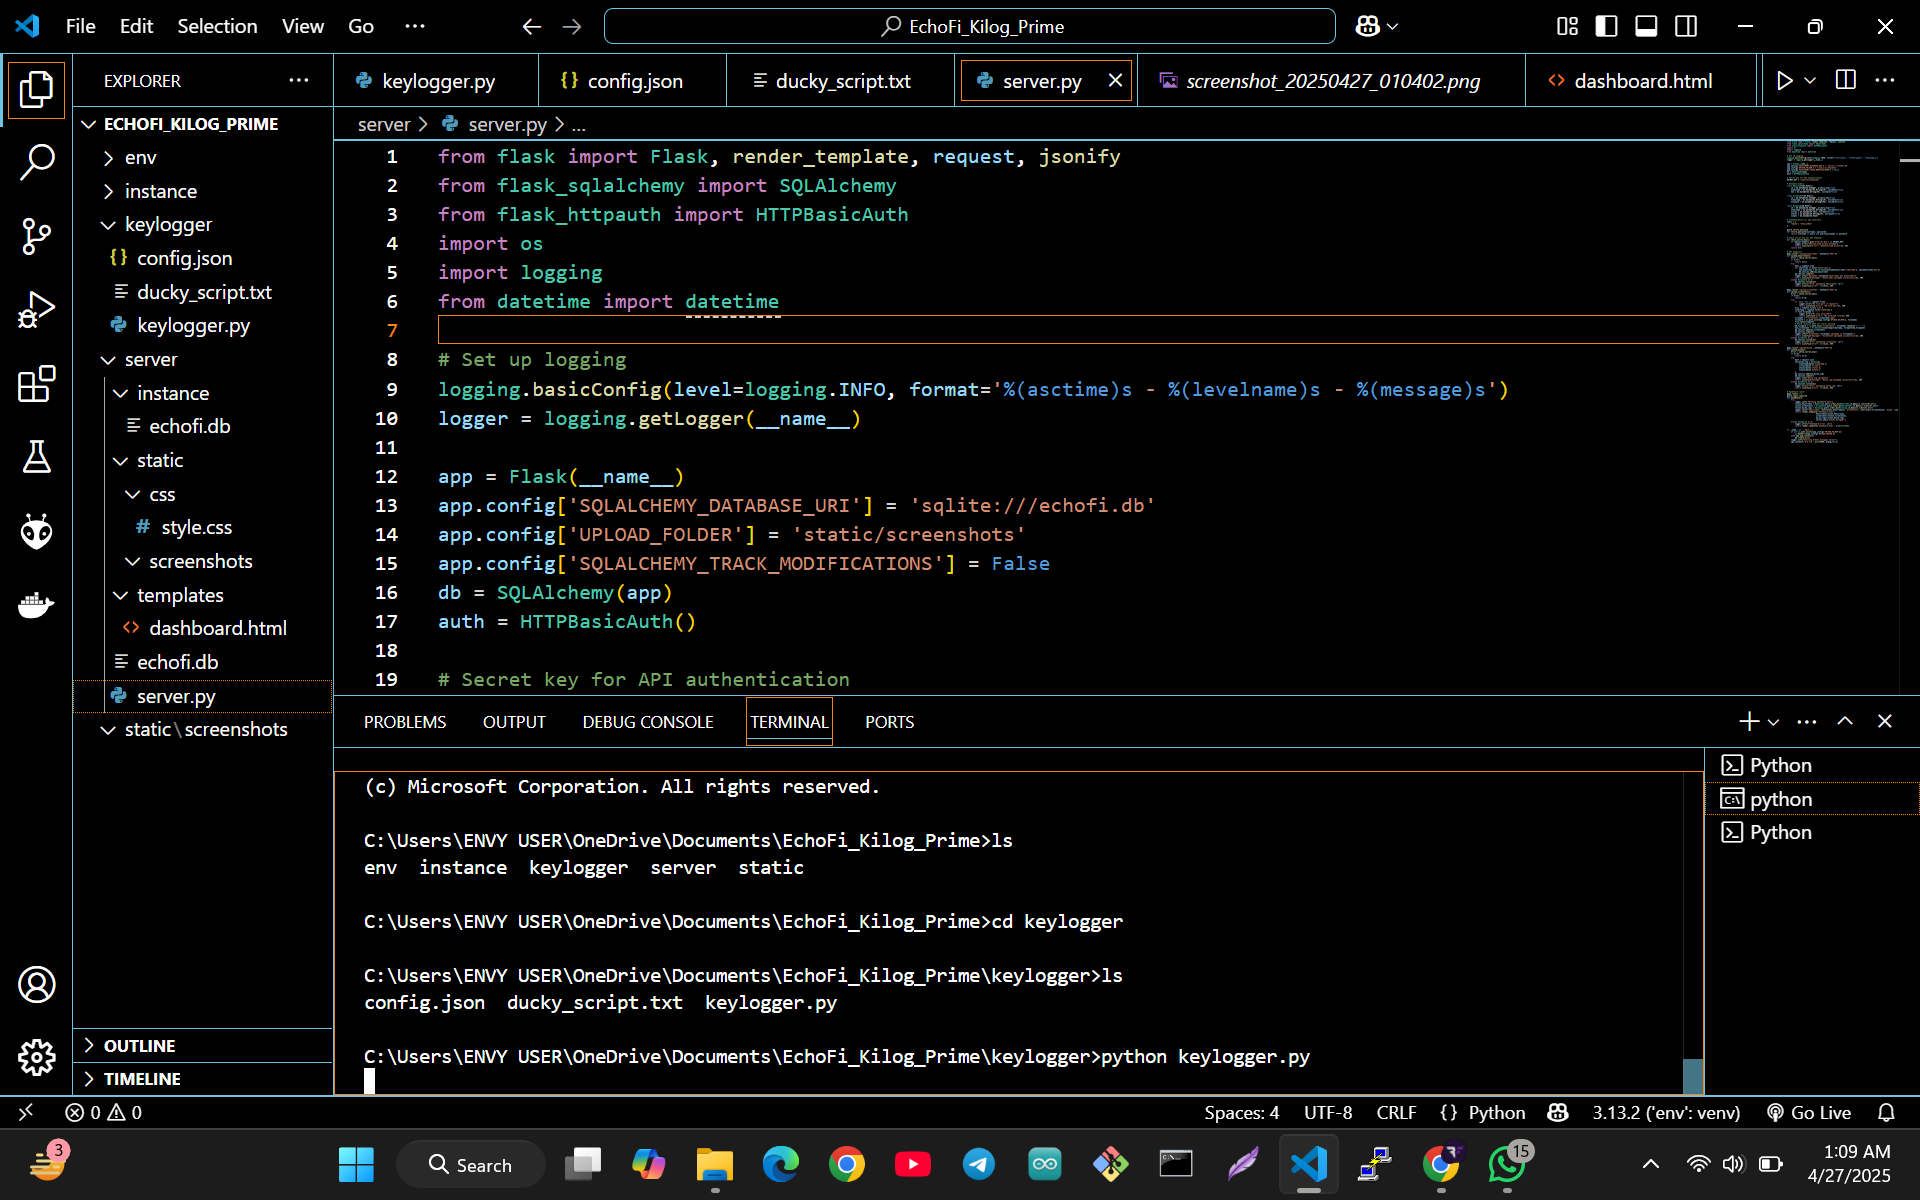 File Edit Selection View Go ···
EchoFi_Kilog_Prime
EXPLORER ···
keylogger.py
{} config.json
ducky_script.txt
server.py
screenshot_20250427_010402.png
<> dashboard.html
ECHOFI_KILOG_PRIME
env
instance
keylogger
{} config.json
ducky_script.txt
keylogger.py
server
instance
echofi.db
static
css
# style.css
screenshots
templates
<> dashboard.html
echofi.db
server.py
static\screenshots
OUTLINE
TIMELINE
server > server.py > ...
1 from flask import Flask, render_template, request, jsonify
2 from flask_sqlalchemy import SQLAlchemy
3 from flask_httpauth import HTTPBasicAuth
4 import os
5 import logging
6 from datetime import datetime
7
8 # Set up logging
9 logging.basicConfig(level=logging.INFO, format='%(asctime)s - %(levelname)s - %(message)s')
10 logger = logging.getLogger(__name__)
11
12 app = Flask(__name__)
13 app.config['SQLALCHEMY_DATABASE_URI'] = 'sqlite:///echofi.db'
14 app.config['UPLOAD_FOLDER'] = 'static/screenshots'
15 app.config['SQLALCHEMY_TRACK_MODIFICATIONS'] = False
16 db = SQLAlchemy(app)
17 auth = HTTPBasicAuth()
18
19 # Secret key for API authentication
PROBLEMS OUTPUT DEBUG CONSOLE TERMINAL PORTS
(c) Microsoft Corporation. All rights reserved.
C:\Users\ENVY USER\OneDrive\Documents\EchoFi_Kilog_Prime>ls
env instance keylogger server static
C:\Users\ENVY USER\OneDrive\Documents\EchoFi_Kilog_Prime>cd keylogger
C:\Users\ENVY USER\OneDrive\Documents\EchoFi_Kilog_Prime\keylogger>ls
config.json ducky_script.txt keylogger.py
C:\Users\ENVY USER\OneDrive\Documents\EchoFi_Kilog_Prime\keylogger>python keylogger.py
Python
python
Python
0 0
Spaces: 4 UTF-8 CRLF {} Python 3.13.2 ('env': venv) Go Live
3
Search
15
1:09 AM
4/27/2025